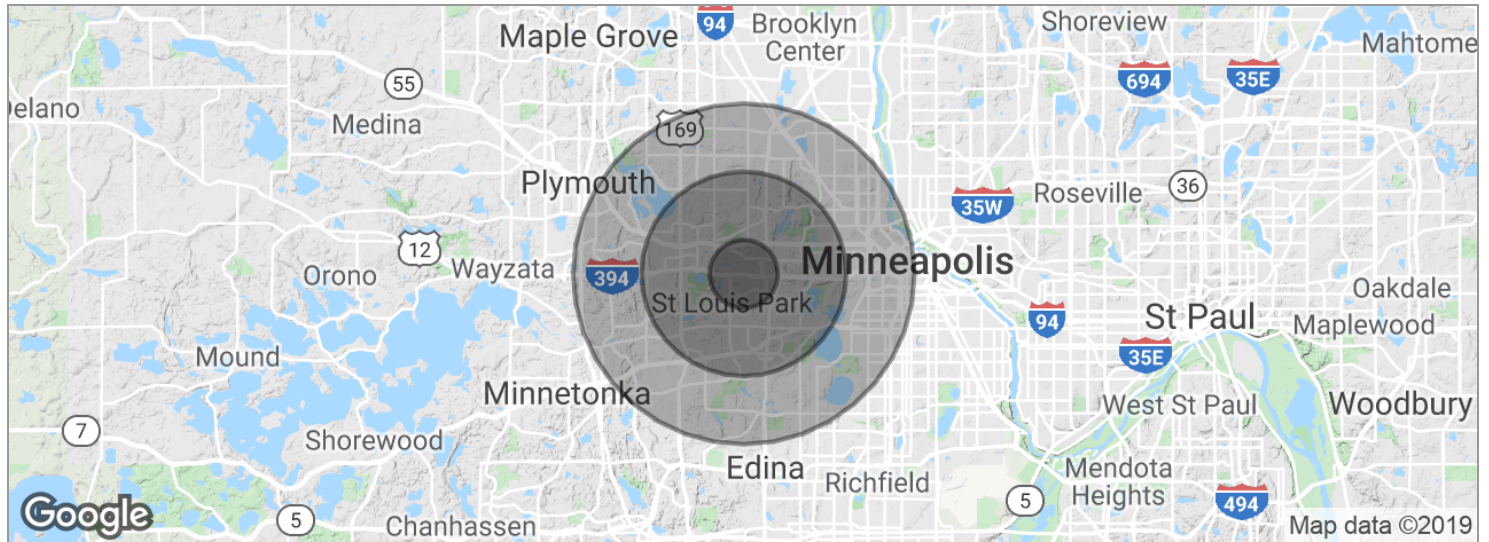 94
Brooklyn
Center
Shoreview
Maple Grove
Mahtome
694
35E
55
Delano
Medina
169
Plymouth
36
Roseville
35W
12
Minneapolis
Orono
Wayzata
394
St Louis Park
Oakdale
94
St Paul
Maplewood
35E
Mound
Minnetonka
West St Paul
Woodbury
7
Shorewood
Edina
Richfield
Mendota
Heights
5
494
Google
5
Chanhassen
Map data ©2019